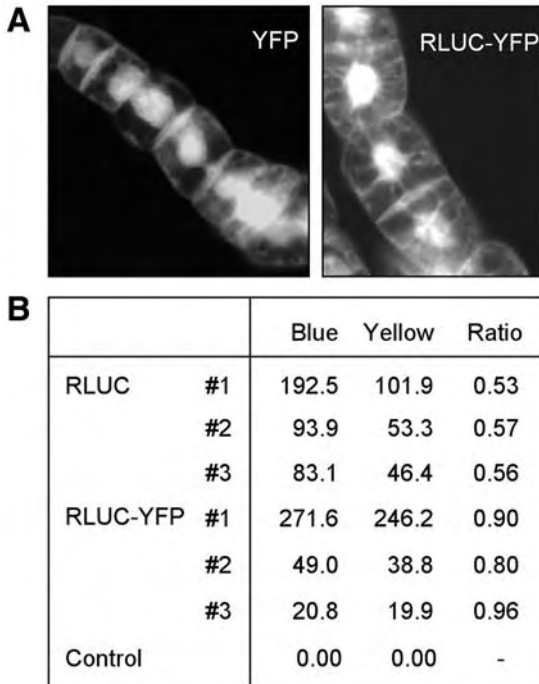 A
YFP
RLUC-YFP
B
Blue Yellow Ratio
RLUC #1 192.5 101.9 0.53
#2 93.9 53.3 0.57
#3 83.1 46.4 0.56
RLUC-YFP #1 271.6 246.2 0.90
#2 49.0 38.8 0.80
#3 20.8 19.9 0.96
Control 0.00 0.00 -